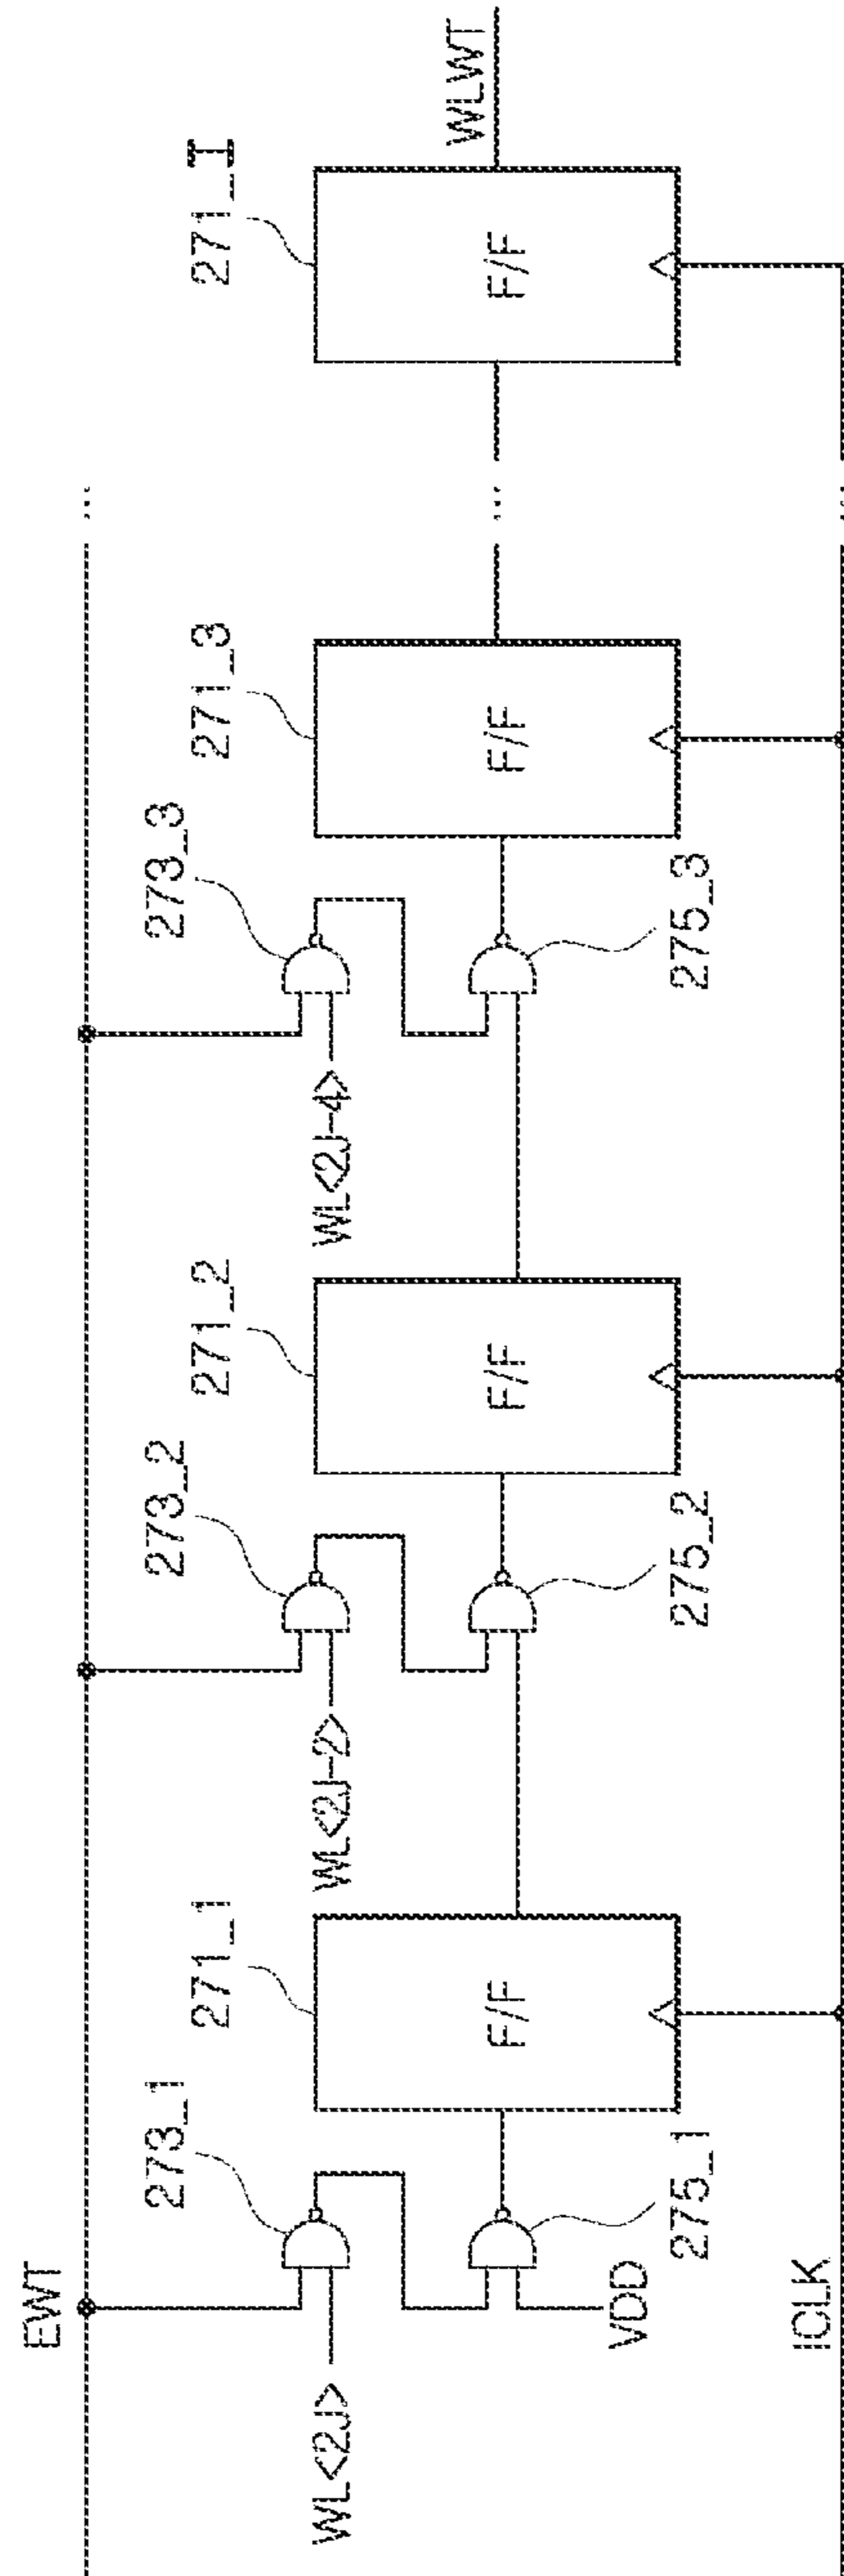 EWT
WL<2J>
273_1
VDD
275_1
271_1
F/F
WL<2J-2>
273_2
275_2
271_2
F/F
WL<2J-4>
273_3
275_3
271_3
F/F
271_I
F/F
WLWT
ICLK